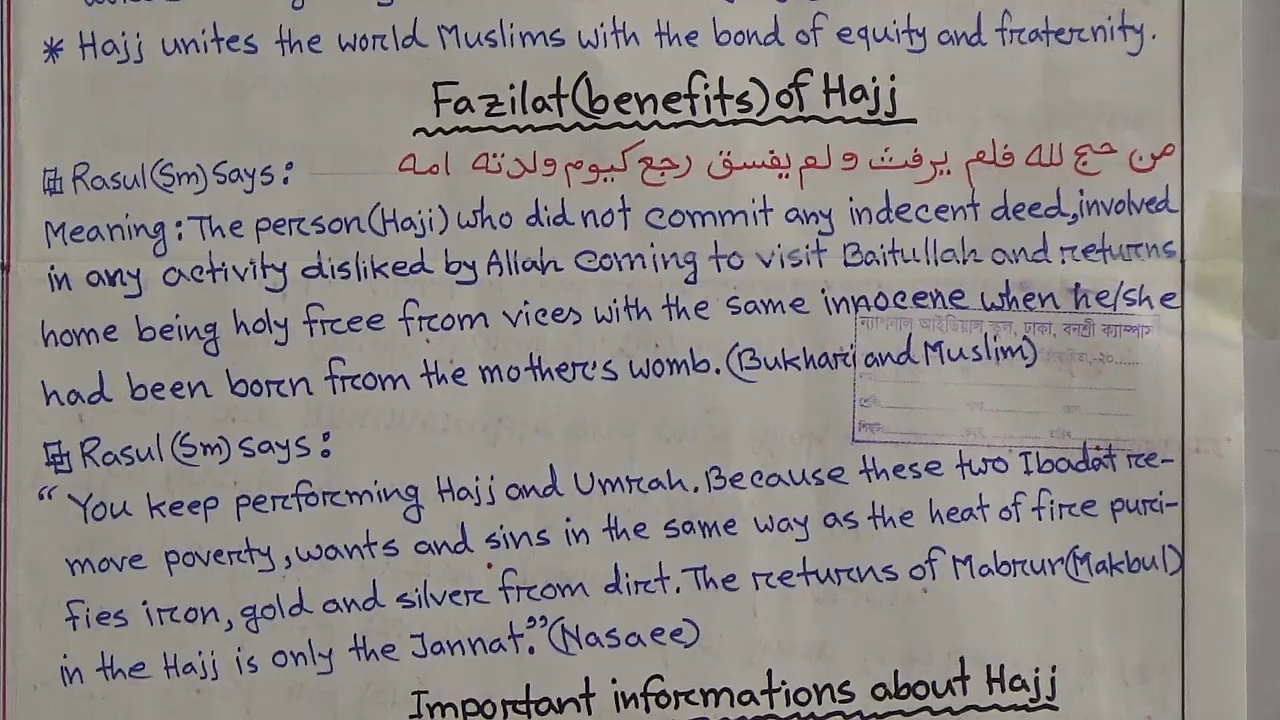 * Hajj unites the world Muslims with the bond of equity and fraternity.
Fazilat(benefits) of Hajj
Rasul(Sm) Says: من حج لله فلم يرفث ولم يفسق رجع كيوم ولدته امه
Meaning: The person(Haji) who did not commit any indecent deed, involved
in any activity disliked by Allah coming to visit Baitullah and returns
home being holy free from vices with the same innocene when he/she
had been born from the mother's womb. (Bukhari and Muslim)
ন্যাশনাল আইডিয়াল স্কুল, ঢাকা, বনশ্রী ক্যাম্পাস
Rasul(Sm) says:
“You keep performing Hajj and Umrah. Because these two Ibadat re-
move poverty, wants and sins in the same way as the heat of fire puri-
fies iron, gold and silver from dirt. The returns of Mabrur(Makbul)
in the Hajj is only the Jannat.” (Nasaee)
Important informations about Hajj